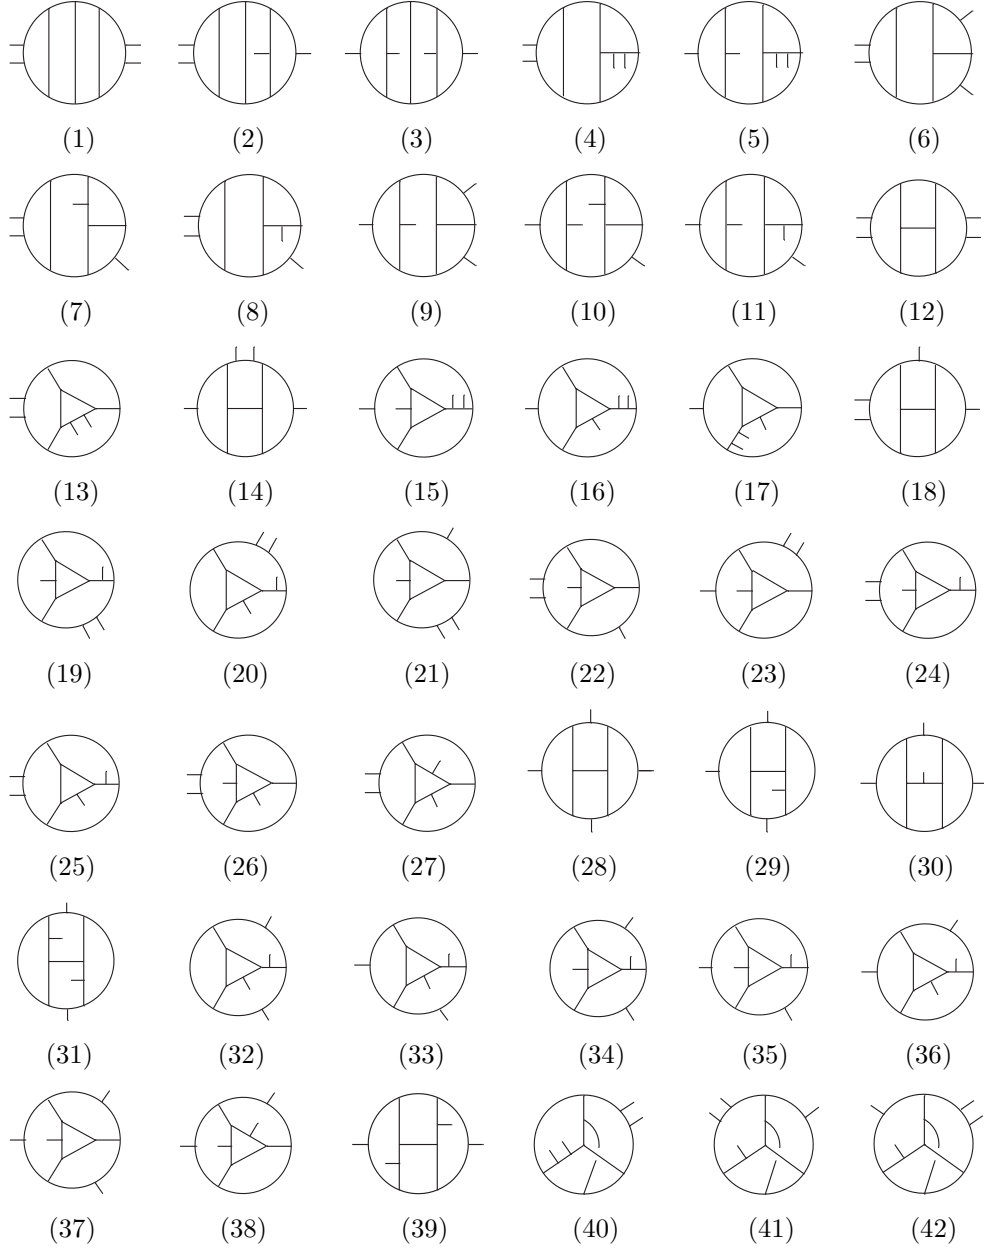 (1) (2) (3) (4) (5) (6)
(7) (8) (9) (10) (11) (12)
(13) (14) (15) (16) (17) (18)
(19) (20) (21) (22) (23) (24)
(25) (26) (27) (28) (29) (30)
(31) (32) (33) (34) (35) (36)
(37) (38) (39) (40) (41) (42)